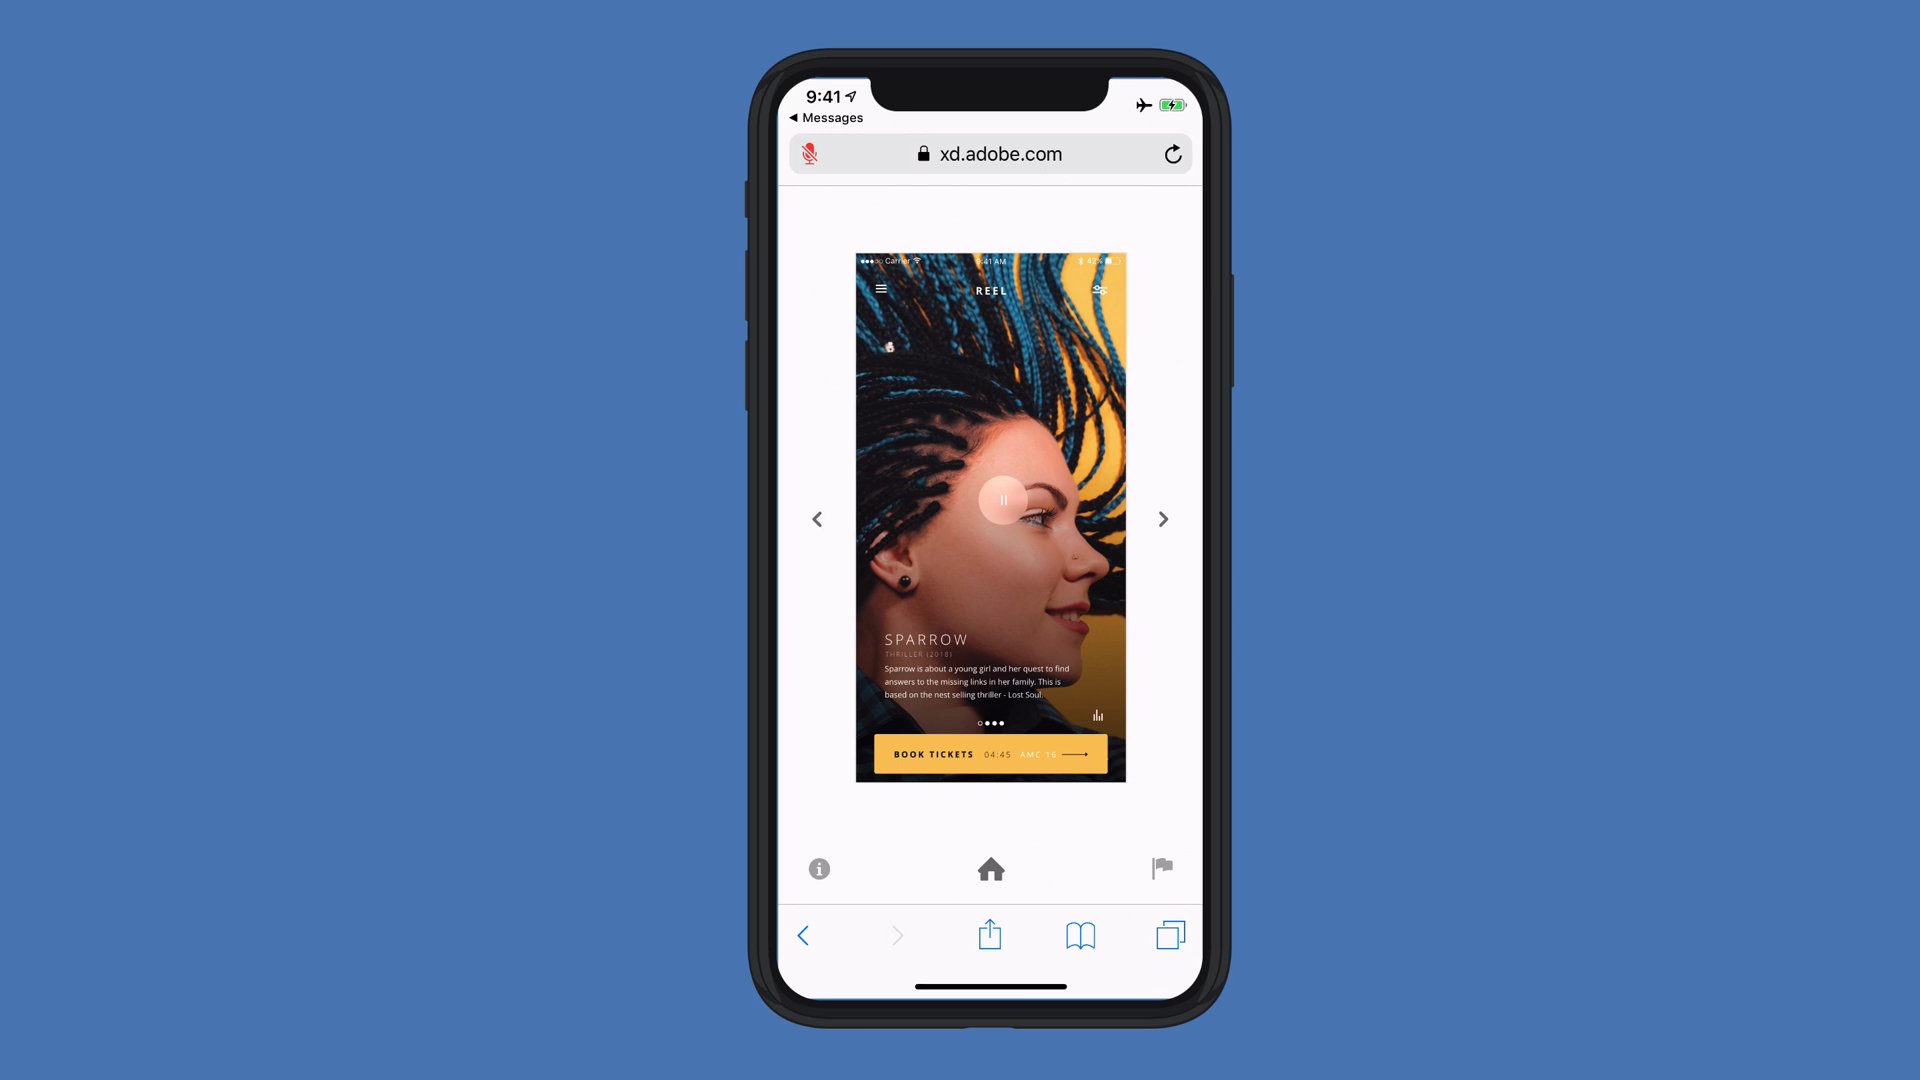 9:41
Messages
xd.adobe.com
Carrier 9:41 AM 42%
REEL
SPARROW
THRILLER (2018)
Sparrow is about a young girl and her quest to find
answers to the missing links in her family. This is
based on the nest selling thriller - Lost Soul.
BOOK TICKETS 04:45 AMC 16